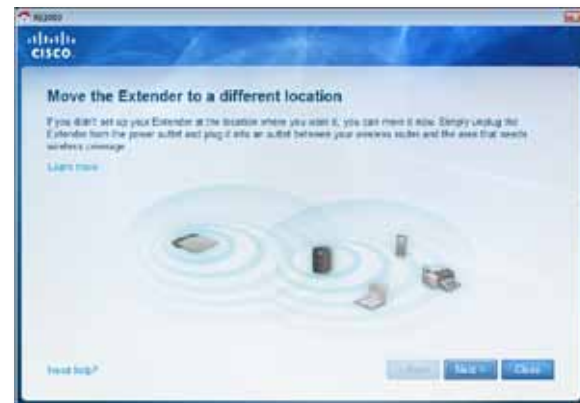 RE2000
CISCO
Move the Extender to a different location
If you didn't set up your Extender at the location where you want it, you can move it now. Simply unplug the
Extender from the power outlet and plug it into an outlet between your wireless router and the area that needs
wireless coverage.
Learn more
Need help?
Next >
Close